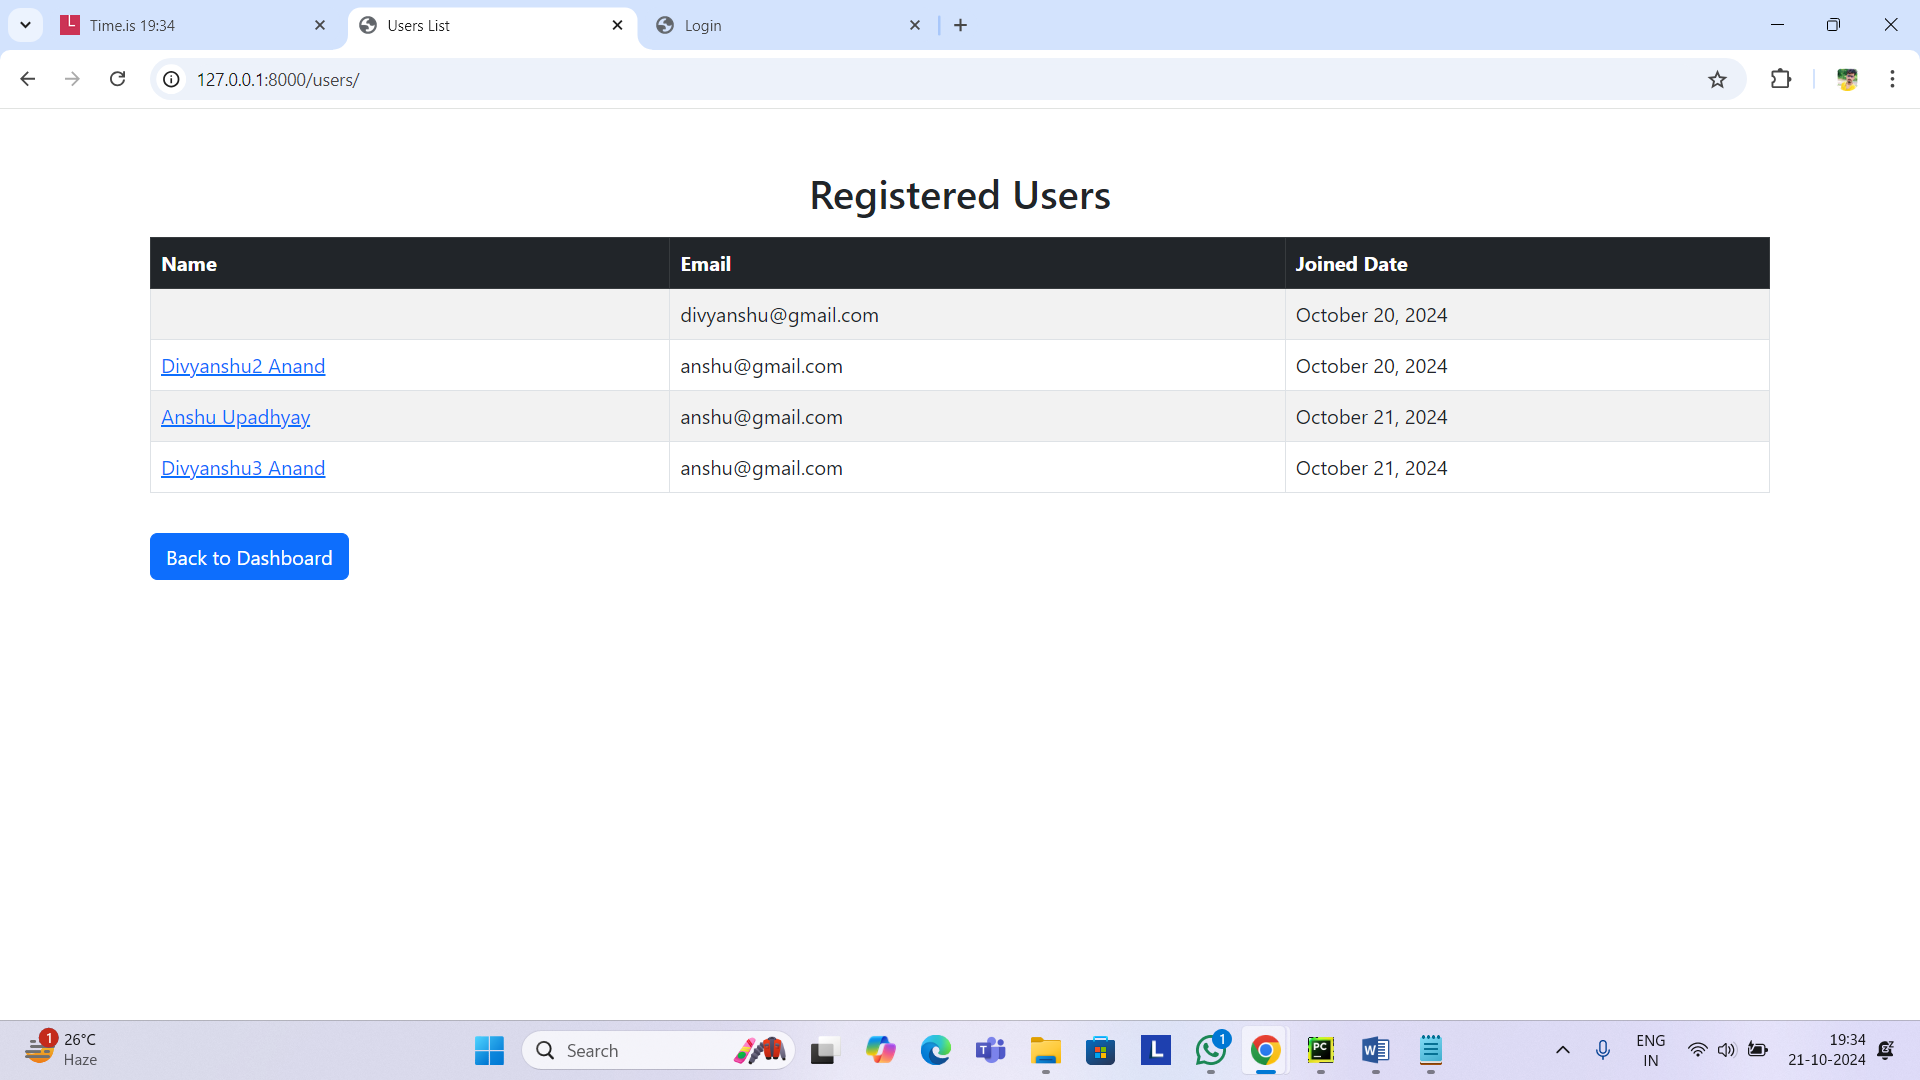 Time.is 19:34
Users List
Login
127.0.0.1:8000/users/
Registered Users
Name Email Joined Date
divyanshu@gmail.com October 20, 2024
Divyanshu2 Anand anshu@gmail.com October 20, 2024
Anshu Upadhyay anshu@gmail.com October 21, 2024
Divyanshu3 Anand anshu@gmail.com October 21, 2024
Back to Dashboard
1
26°C
Haze
Search
L
1
PC
ENG
IN
19:34
21-10-2024